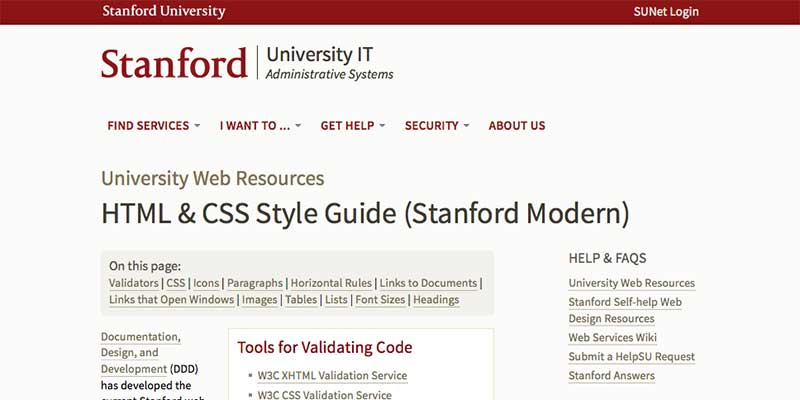 Stanford University
SUNet Login
Stanford
University IT
Administrative Systems
FIND SERVICES
I WANT TO ...
GET HELP
SECURITY
ABOUT US
University Web Resources
HTML & CSS Style Guide (Stanford Modern)
On this page:
Validators | CSS | Icons | Paragraphs | Horizontal Rules | Links to Documents |
Links that Open Windows | Images | Tables | Lists | Font Sizes | Headings
Documentation,
Design, and
Development (DDD)
has developed the
current Stanford web
Tools for Validating Code
W3C XHTML Validation Service
W3C CSS Validation Service
HELP & FAQS
University Web Resources
Stanford Self-help Web
Design Resources
Web Services Wiki
Submit a HelpSU Request
Stanford Answers